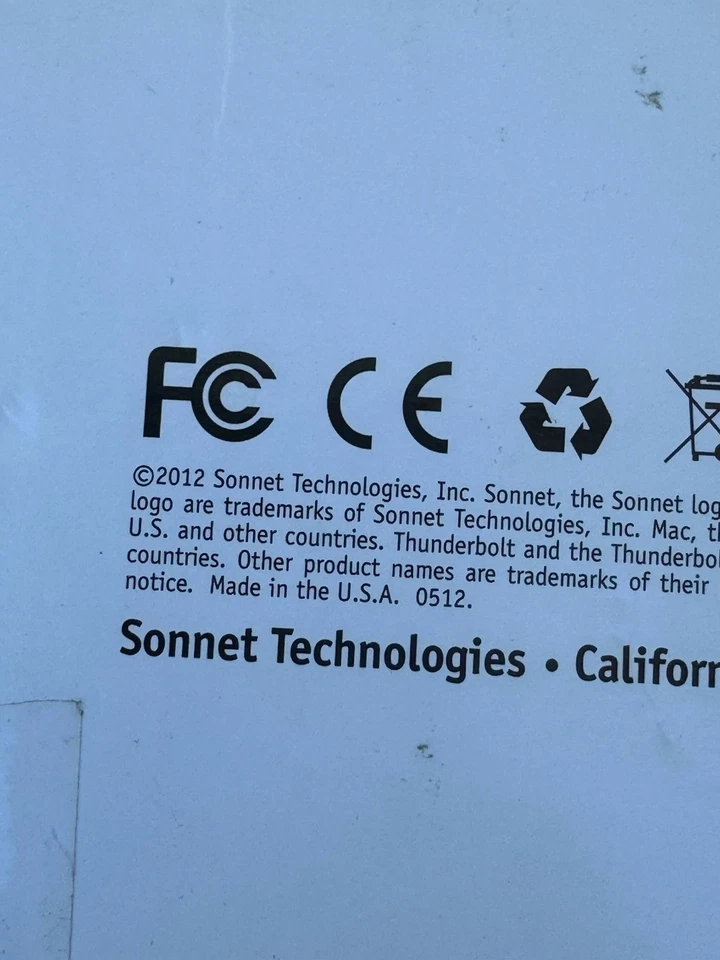 FC CE
©2012 Sonnet Technologies, Inc. Sonnet, the Sonnet
logo are trademarks of Sonnet Technologies, Inc. Mac,
U.S. and other countries. Thunderbolt and the
countries. Other product names are trademarks of their
notice. Made in the U.S.A. 0512.
Sonnet Technologies •